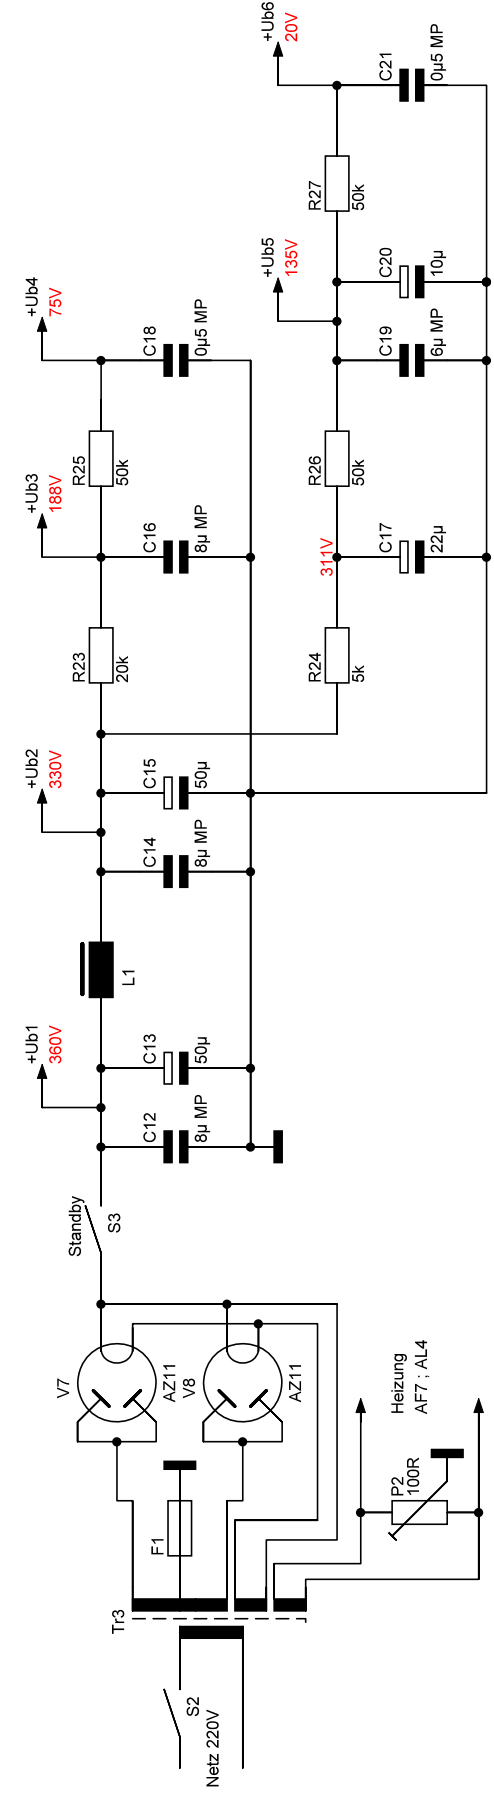 Netz 220V
S2
Tr3
F1
V7
AZ11
V8
AZ11
P2
100R
Heizung
AF7 ; AL4
Standby
S3
+Ub1
360V
C12
8µ MP
C13
50µ
L1
+Ub2
330V
C14
8µ MP
C15
50µ
R23
20k
+Ub3
188V
C16
8µ MP
R25
50k
+Ub4
75V
C18
0µ5 MP
R24
5k
311V
C17
22µ
R26
50k
C19
6µ MP
+Ub5
135V
C20
10µ
R27
50k
+Ub6
20V
C21
0µ5 MP